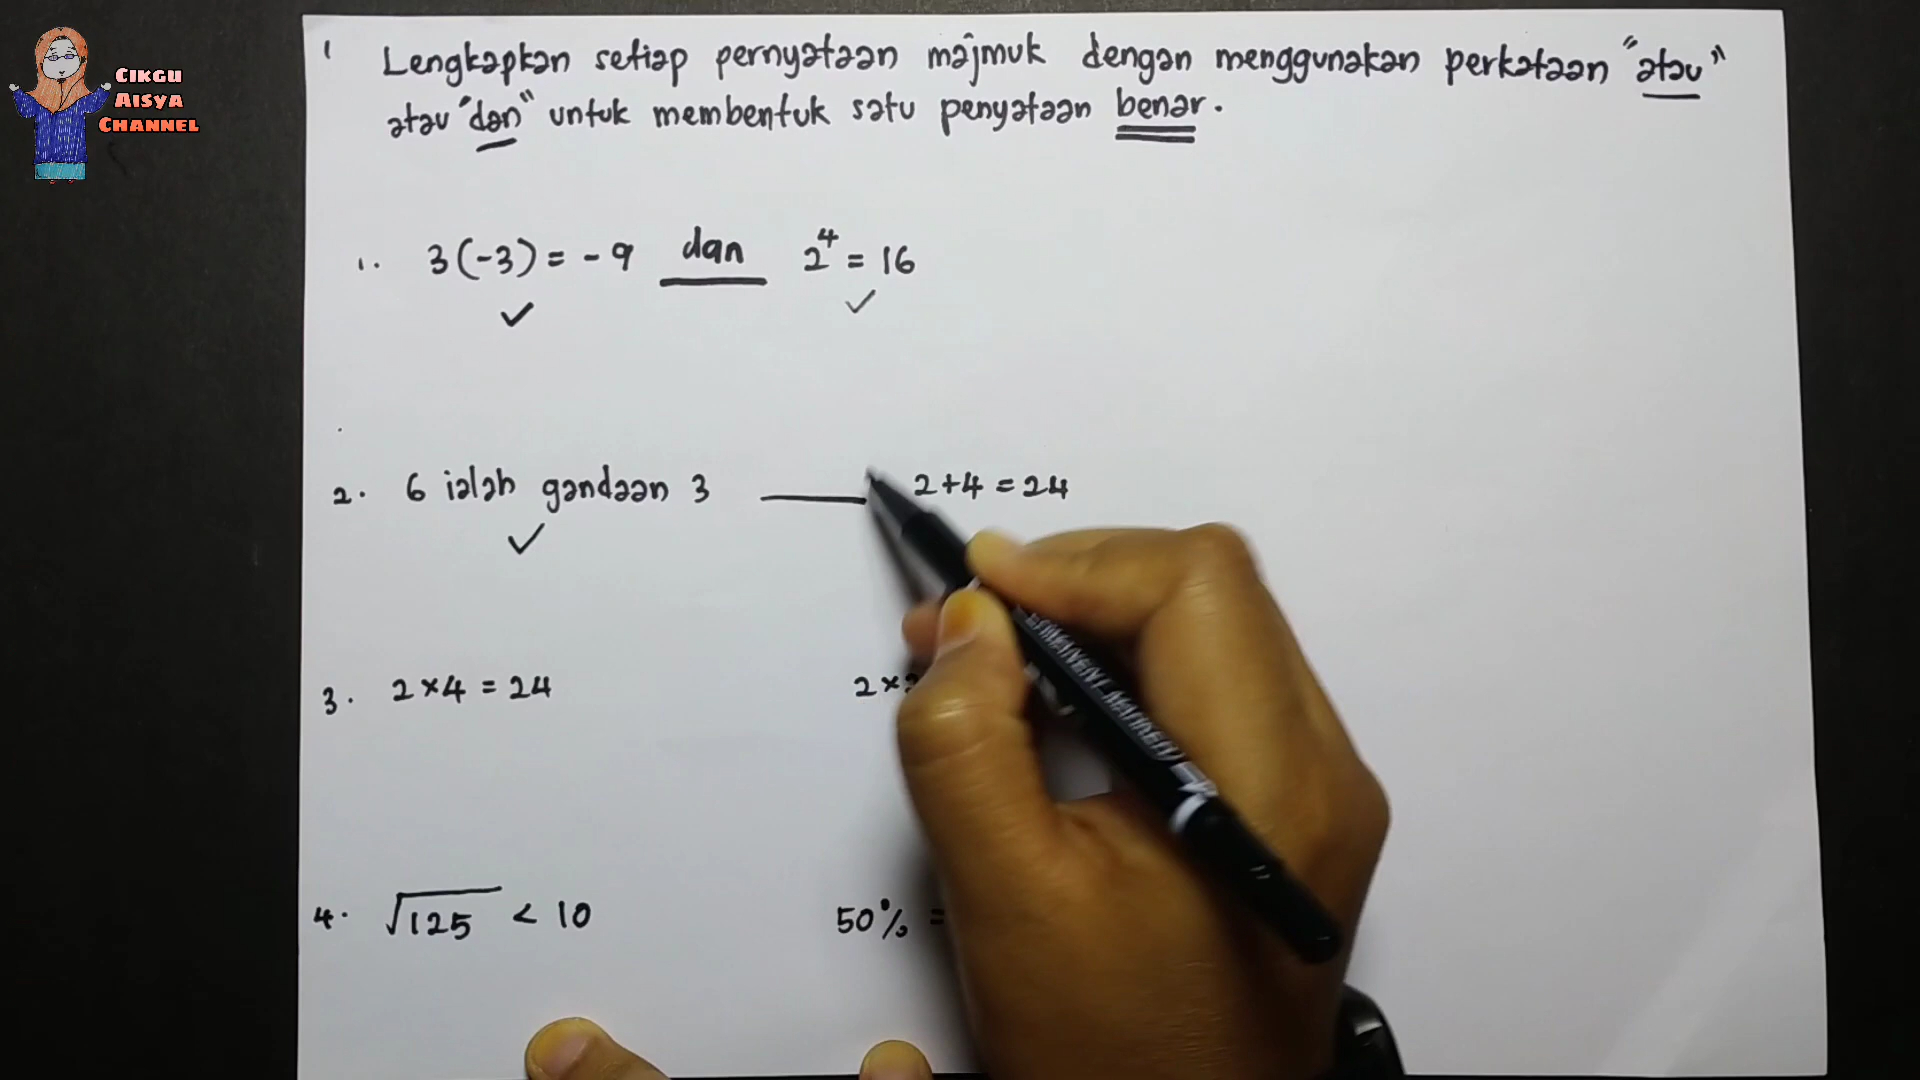 CIKGU
AISYA
CHANNEL
1 Lengkapkan setiap pernyataan majmuk dengan menggunakan perkataan "atau"
atau "dan" untuk membentuk satu penyataan benar.
1. 3(-3) = -9 dan 2⁴ = 16
2. 6 ialah gandaan 3 ____ 2+4 = 24
3. 2×4 = 24 2×
4. √125 < 10 50% =